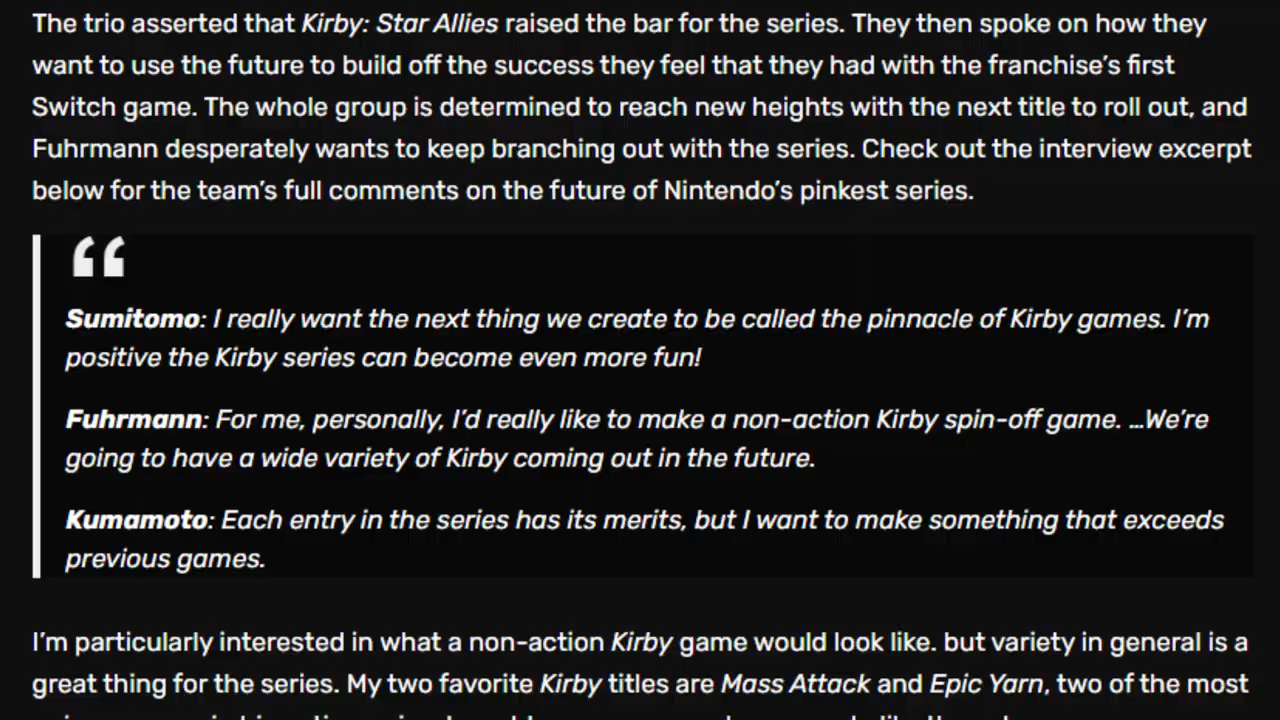 The trio asserted that Kirby: Star Allies raised the bar for the series. They then spoke on how they
want to use the future to build off the success they feel that they had with the franchise’s first
Switch game. The whole group is determined to reach new heights with the next title to roll out, and
Fuhrmann desperately wants to keep branching out with the series. Check out the interview excerpt
below for the team’s full comments on the future of Nintendo’s pinkest series.
“
Sumitomo: I really want the next thing we create to be called the pinnacle of Kirby games. I’m
positive the Kirby series can become even more fun!
Fuhrmann: For me, personally, I’d really like to make a non-action Kirby spin-off game. …We’re
going to have a wide variety of Kirby coming out in the future.
Kumamoto: Each entry in the series has its merits, but I want to make something that exceeds
previous games.
I’m particularly interested in what a non-action Kirby game would look like. but variety in general is a
great thing for the series. My two favorite Kirby titles are Mass Attack and Epic Yarn, two of the most